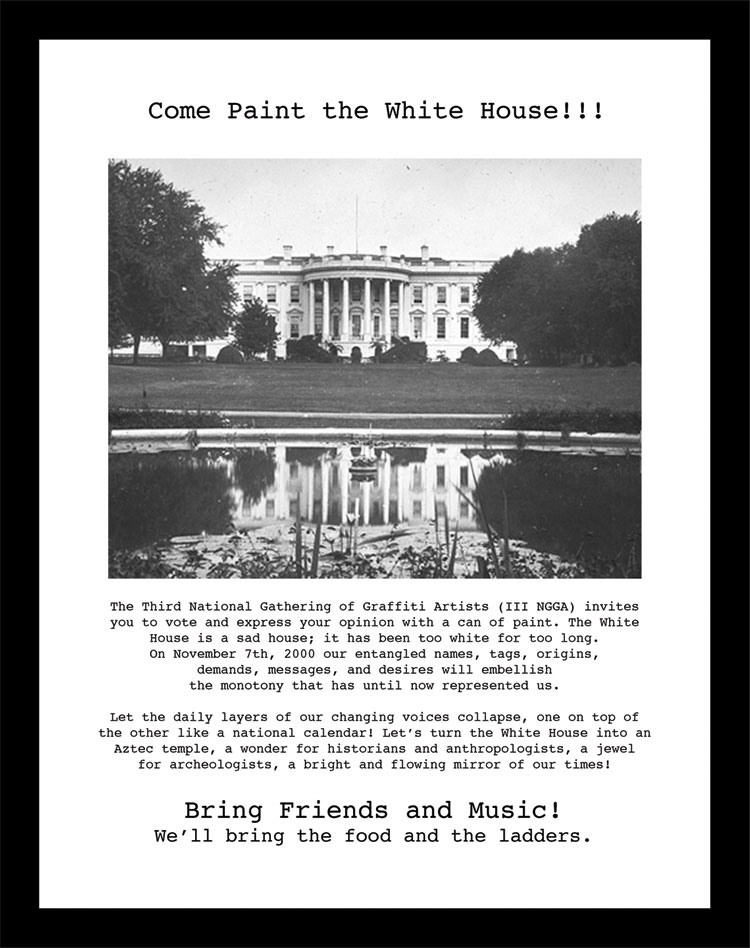 Come Paint the White House!!!
The Third National Gathering of Graffiti Artists (III NGGA) invites
you to vote and express your opinion with a can of paint. The White
House is a sad house; it has been too white for too long.
On November 7th, 2000 our entangled names, tags, origins,
demands, messages, and desires will embellish
the monotony that has until now represented us.
Let the daily layers of our changing voices collapse, one on top of
the other like a national calendar! Let’s turn the White House into an
Aztec temple, a wonder for historians and anthropologists, a jewel
for archeologists, a bright and flowing mirror of our times!
Bring Friends and Music!
We’ll bring the food and the ladders.